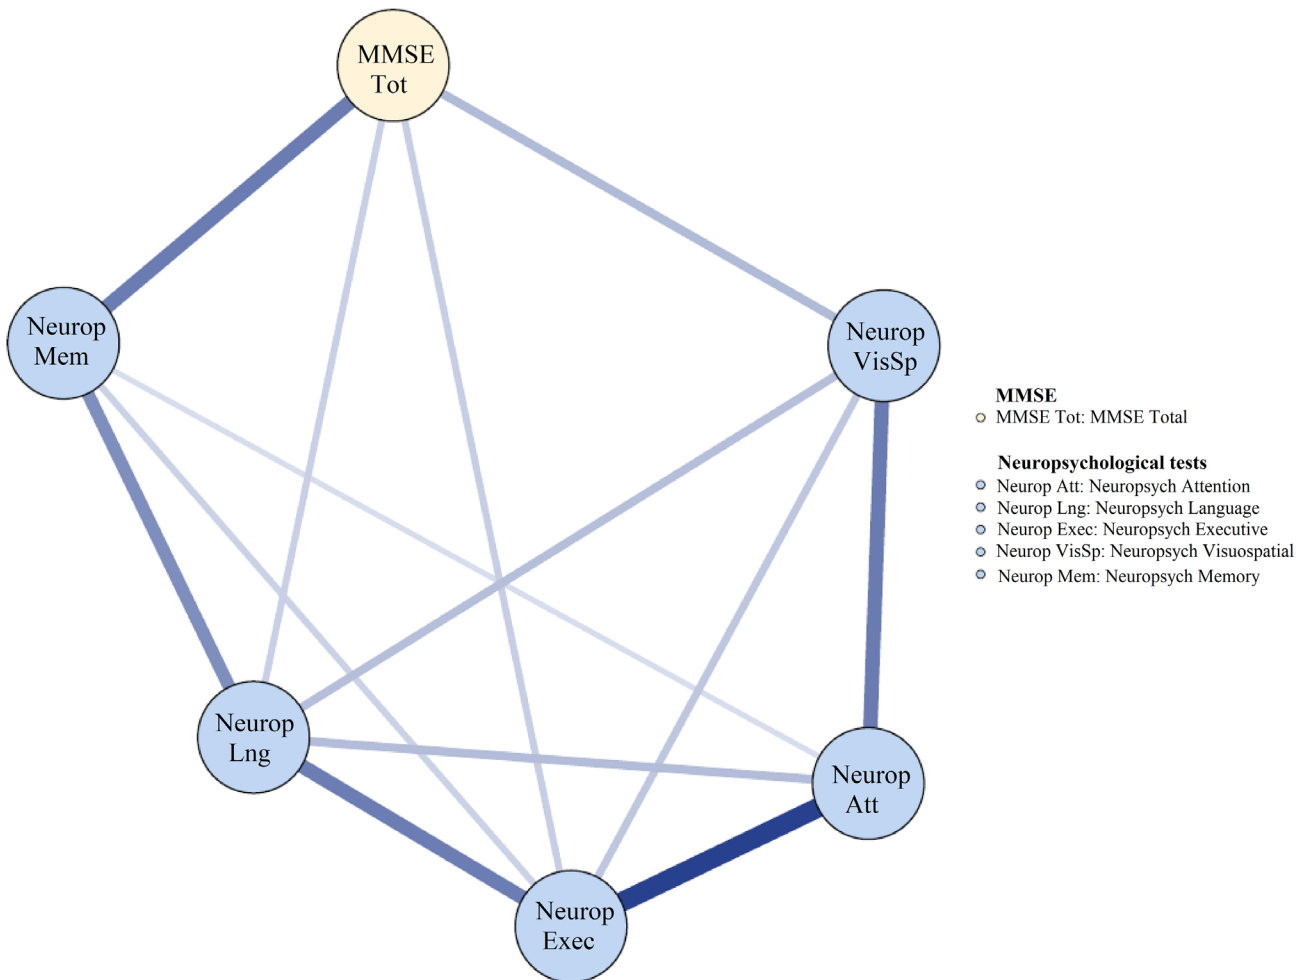 MMSE
Tot
Neurop
Mem
Neurop
VisSp
Neurop
Lng
Neurop
Att
Neurop
Exec
MMSE
MMSE Tot: MMSE Total
Neuropsychological tests
Neurop Att: Neuropsych Attention
Neurop Lng: Neuropsych Language
Neurop Exec: Neuropsych Executive
Neurop VisSp: Neuropsych Visuospatial
Neurop Mem: Neuropsych Memory